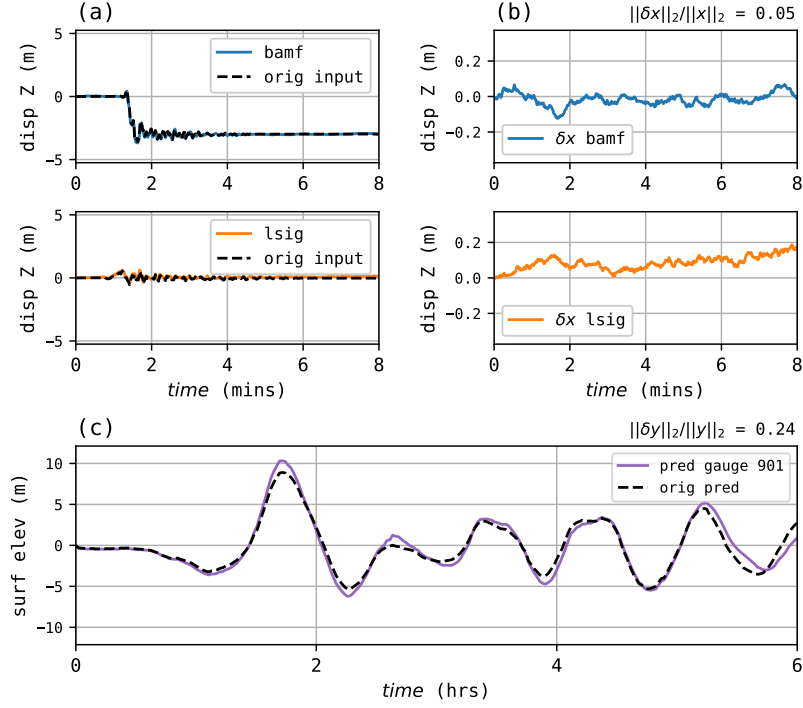 (a)
disp Z (m)
5
0
−5
0 2 4 6 8
bamf
orig input
(b)
||δx||₂/||x||₂ = 0.05
disp Z (m)
0.2
0.0
−0.2
0 2 4 6 8
δx bamf
disp Z (m)
5
0
−5
0 2 4 6 8
time (mins)
lsig
orig input
disp Z (m)
0.2
0.0
−0.2
0 2 4 6 8
time (mins)
δx lsig
(c)
||δy||₂/||y||₂ = 0.24
surf elev (m)
10
5
0
−5
−10
0 2 4 6
time (hrs)
pred gauge 901
orig pred